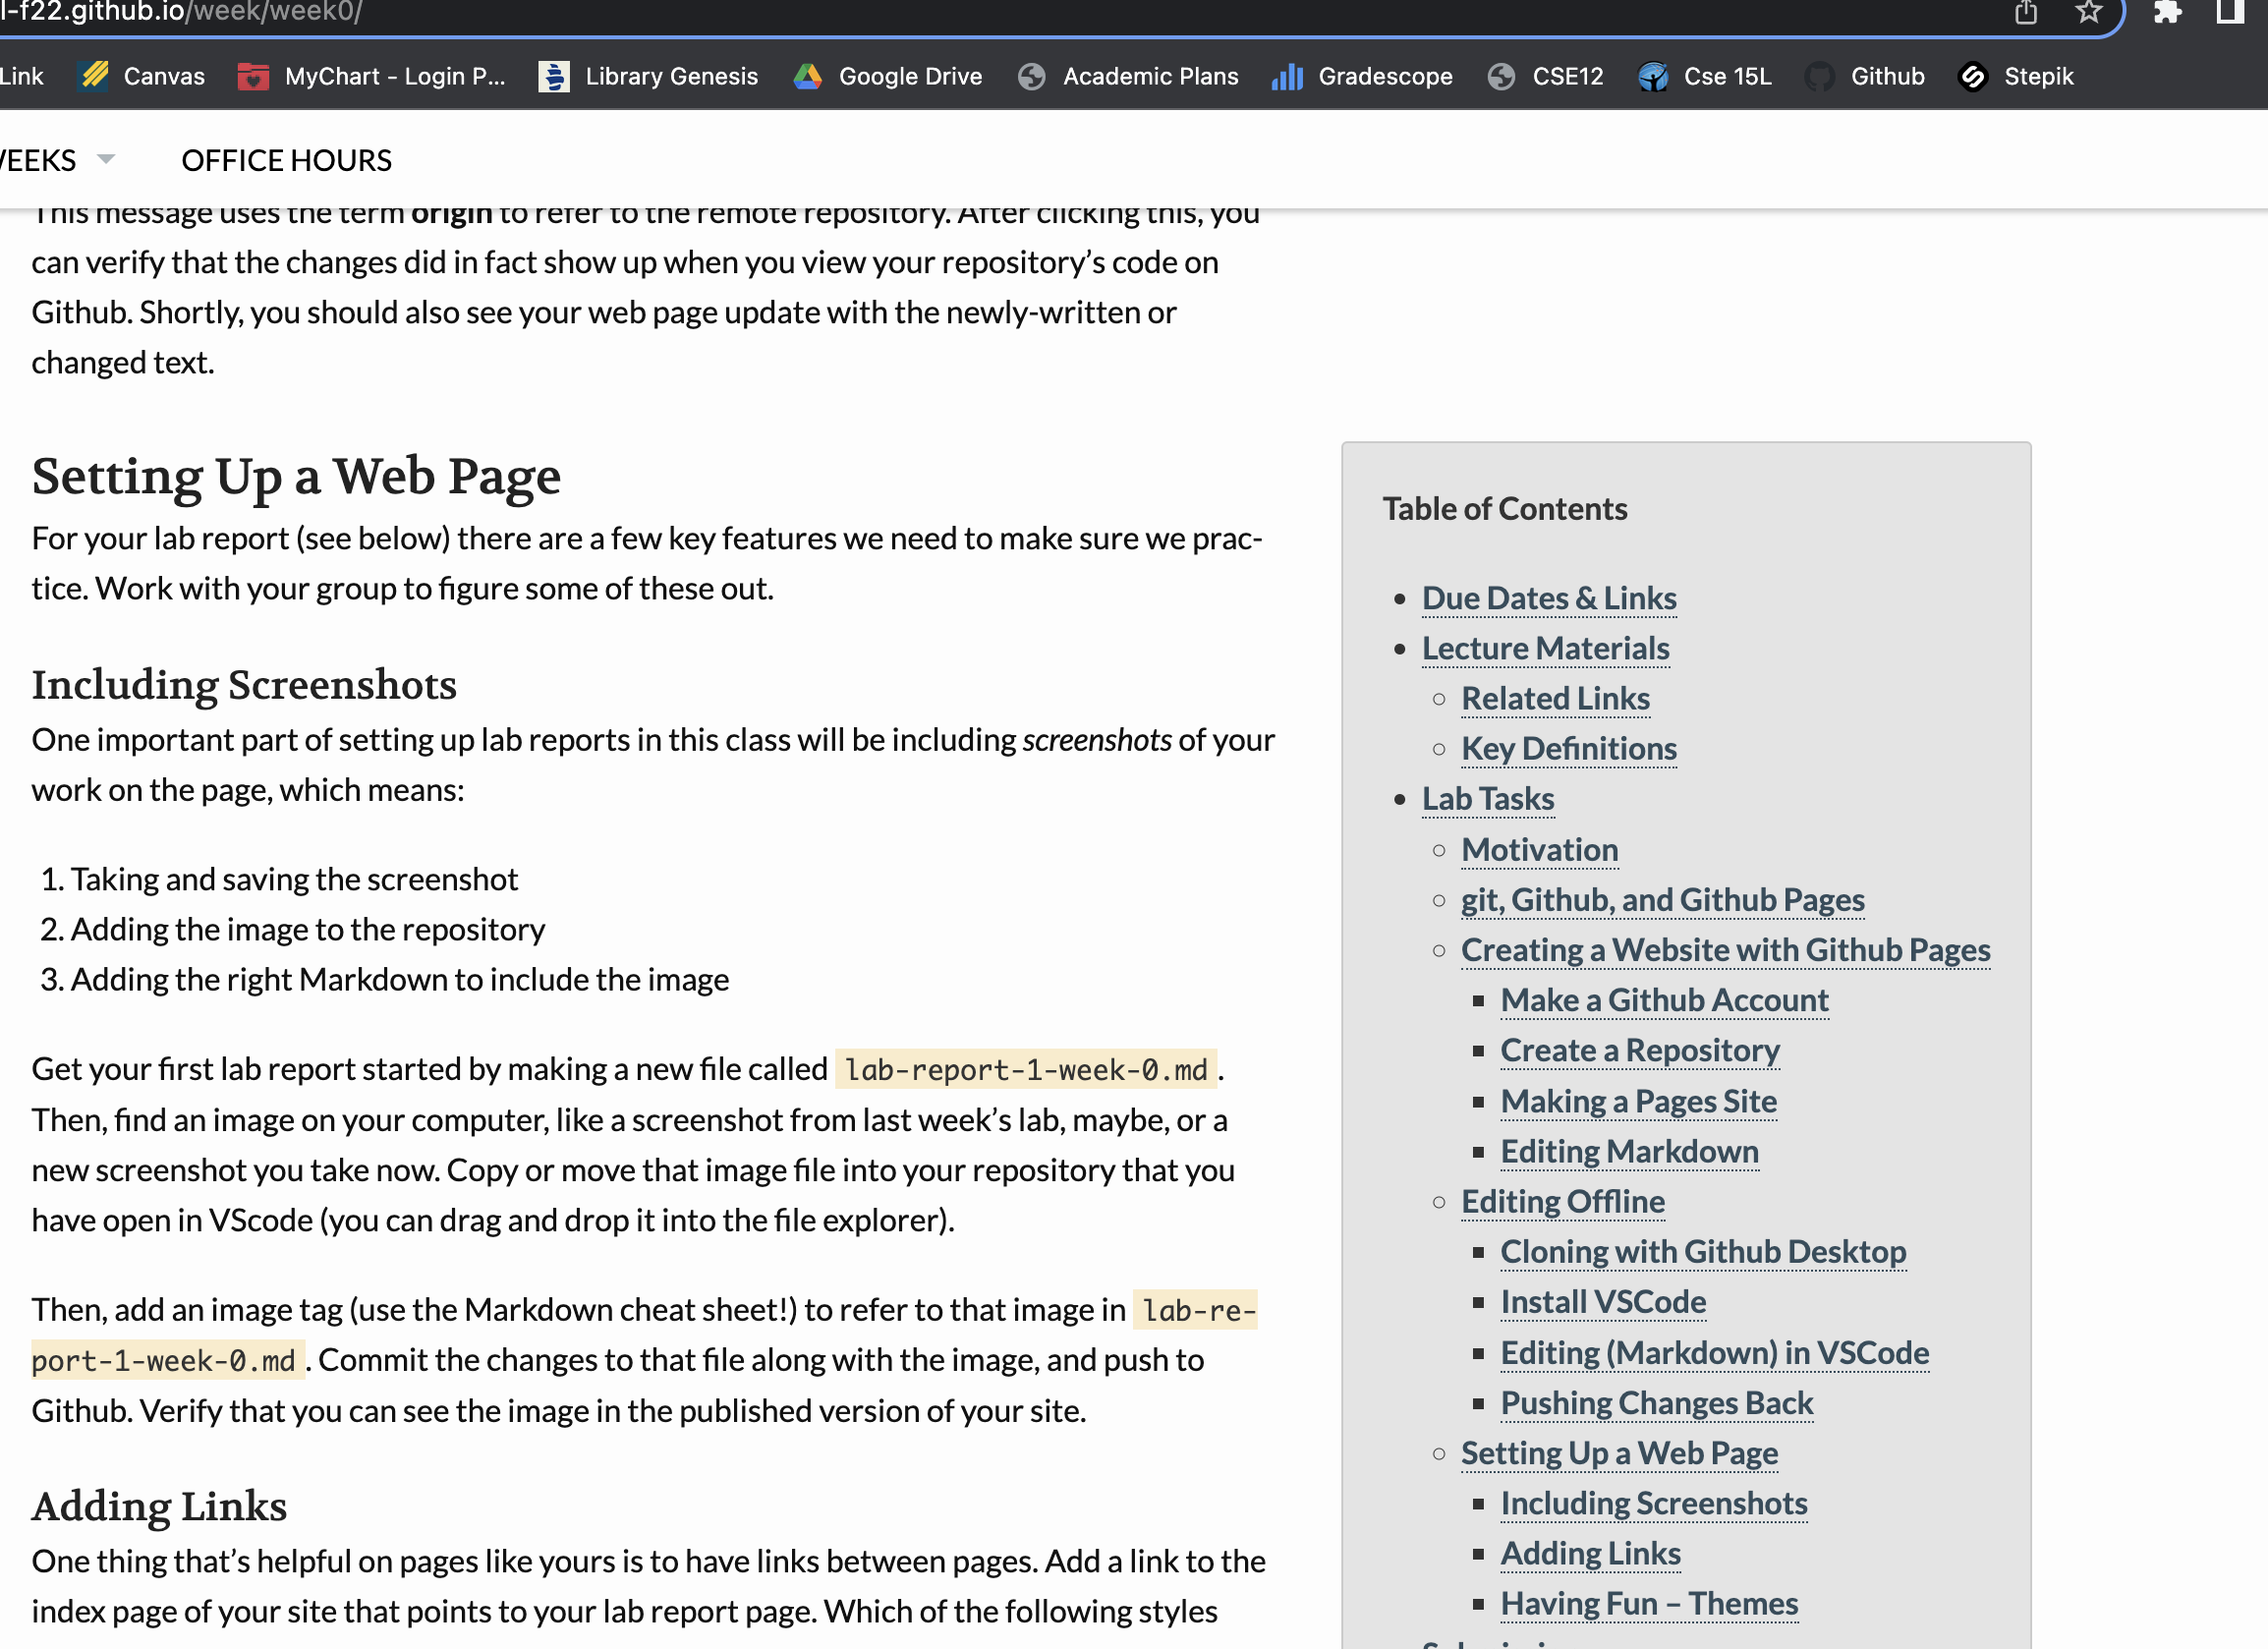 l-f22.github.io/week/week0/
Link Canvas MyChart - Login P... Library Genesis Google Drive Academic Plans Gradescope CSE12 Cse 15L Github Stepik
WEEKS OFFICE HOURS
This message uses the term origin to refer to the remote repository. After clicking this, you
can verify that the changes did in fact show up when you view your repository’s code on
Github. Shortly, you should also see your web page update with the newly-written or
changed text.
Setting Up a Web Page
For your lab report (see below) there are a few key features we need to make sure we prac-
tice. Work with your group to figure some of these out.
Including Screenshots
One important part of setting up lab reports in this class will be including screenshots of your
work on the page, which means:
1. Taking and saving the screenshot
2. Adding the image to the repository
3. Adding the right Markdown to include the image
Get your first lab report started by making a new file called lab-report-1-week-0.md.
Then, find an image on your computer, like a screenshot from last week’s lab, maybe, or a
new screenshot you take now. Copy or move that image file into your repository that you
have open in VScode (you can drag and drop it into the file explorer).
Then, add an image tag (use the Markdown cheat sheet!) to refer to that image in lab-re-
port-1-week-0.md. Commit the changes to that file along with the image, and push to
Github. Verify that you can see the image in the published version of your site.
Adding Links
One thing that’s helpful on pages like yours is to have links between pages. Add a link to the
index page of your site that points to your lab report page. Which of the following styles
Table of Contents
• Due Dates & Links
• Lecture Materials
◦ Related Links
◦ Key Definitions
• Lab Tasks
◦ Motivation
◦ git, Github, and Github Pages
◦ Creating a Website with Github Pages
▪ Make a Github Account
▪ Create a Repository
▪ Making a Pages Site
▪ Editing Markdown
◦ Editing Offline
▪ Cloning with Github Desktop
▪ Install VSCode
▪ Editing (Markdown) in VSCode
▪ Pushing Changes Back
◦ Setting Up a Web Page
▪ Including Screenshots
▪ Adding Links
▪ Having Fun – Themes